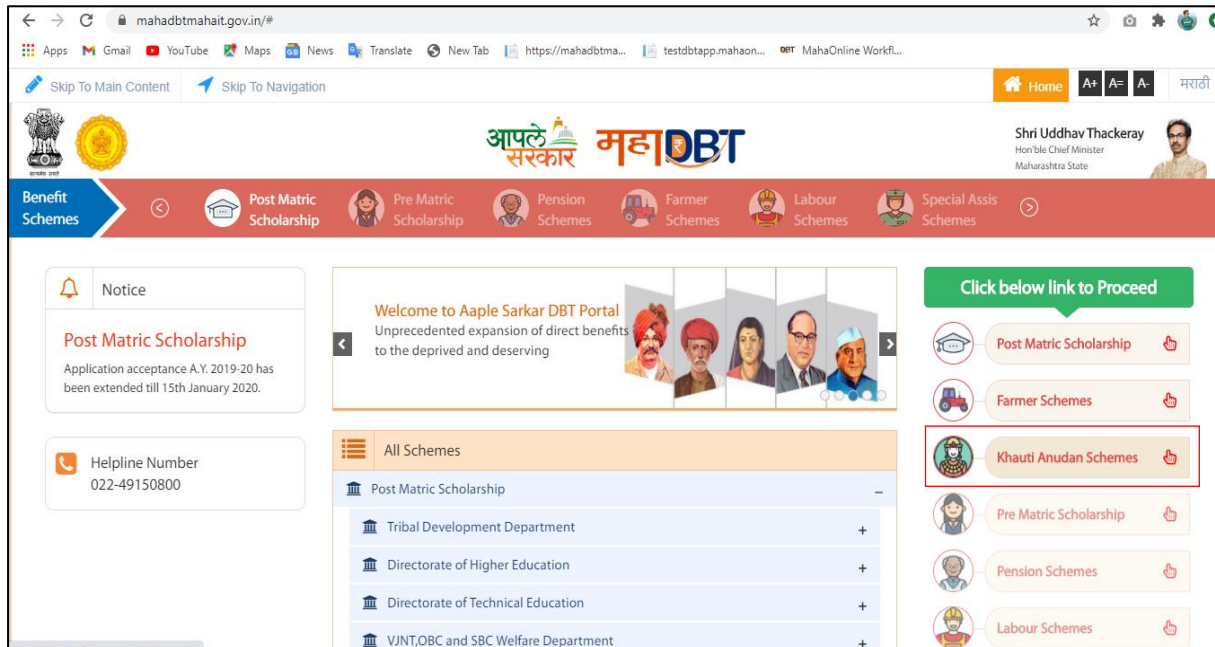 mahadbtmahait.gov.in/#
Apps Gmail YouTube Maps News Translate New Tab https://mahadbtma... testdbtapp.mahaon... DBT MahaOnline Workfl...
Skip To Main Content Skip To Navigation
Home A+ A= A- मराठी
आपले सरकार महाDBT
Shri Uddhav Thackeray
Hon'ble Chief Minister
Maharashtra State
सत्यमेव जयते
Benefit Schemes
Post Matric Scholarship
Pre Matric Scholarship
Pension Schemes
Farmer Schemes
Labour Schemes
Special Assis Schemes
Notice
Post Matric Scholarship
Application acceptance A.Y. 2019-20 has
been extended till 15th January 2020.
Helpline Number
022-49150800
Welcome to Aaple Sarkar DBT Portal
Unprecedented expansion of direct benefits
to the deprived and deserving
All Schemes
Post Matric Scholarship -
Tribal Development Department +
Directorate of Higher Education +
Directorate of Technical Education +
VJNT,OBC and SBC Welfare Department +
Click below link to Proceed
Post Matric Scholarship
Farmer Schemes
Khauti Anudan Schemes
Pre Matric Scholarship
Pension Schemes
Labour Schemes